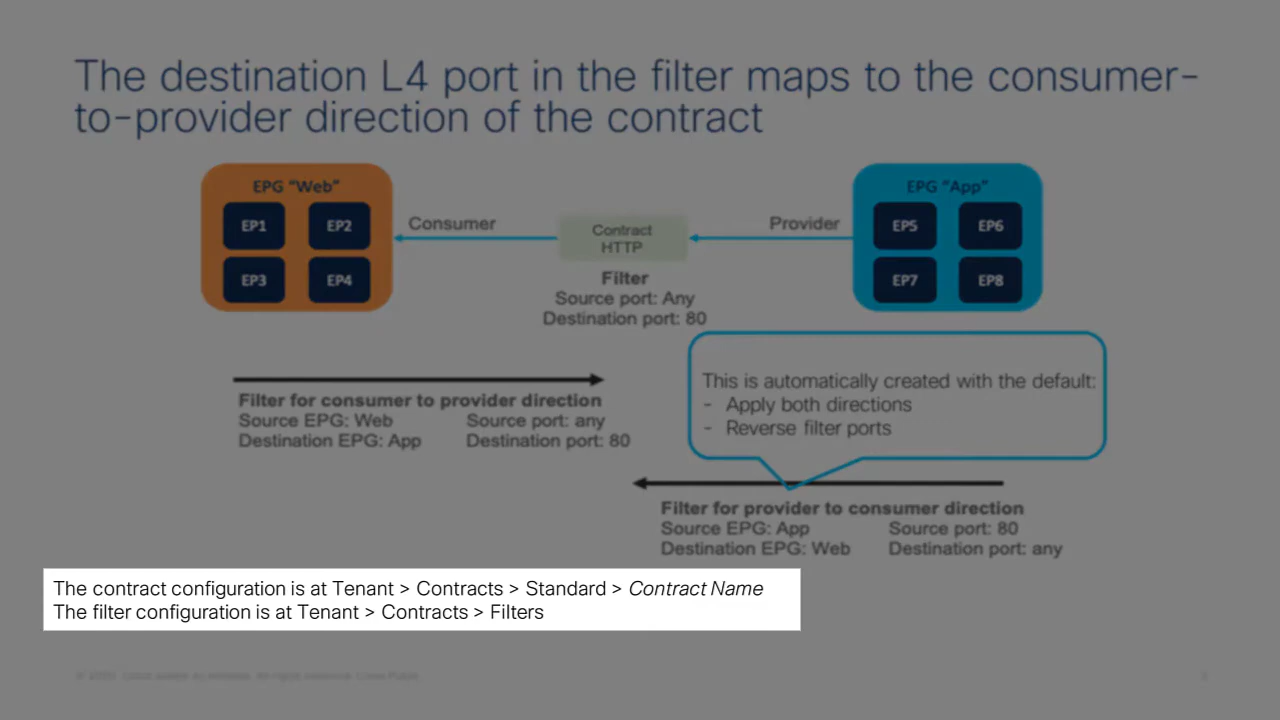 The destination L4 port in the filter maps to the consumer-
to-provider direction of the contract
EPG "Web"
EP1 EP2
EP3 EP4
Consumer
Contract
HTTP
Provider
EPG "App"
EP5 EP6
EP7 EP8
Filter
Source port: Any
Destination port: 80
Filter for consumer to provider direction
Source EPG: Web Source port: any
Destination EPG: App Destination port: 80
This is automatically created with the default:
- Apply both directions
- Reverse filter ports
Filter for provider to consumer direction
Source EPG: App Source port: 80
Destination EPG: Web Destination port: any
The contract configuration is at Tenant > Contracts > Standard > Contract Name
The filter configuration is at Tenant > Contracts > Filters